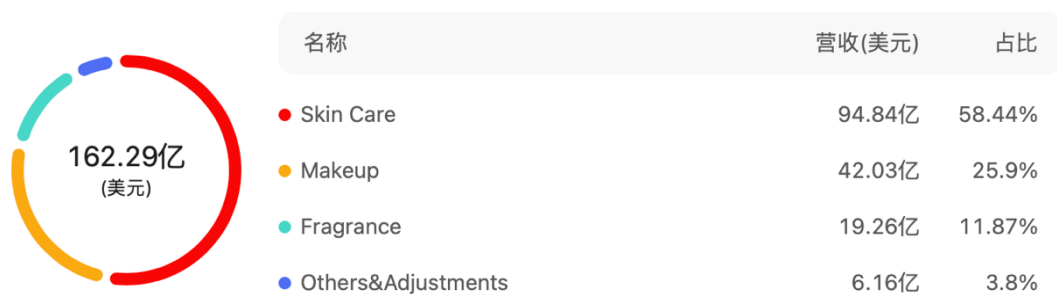 名称 营收(美元) 占比
162.29亿
(美元)
Skin Care 94.84亿 58.44%
Makeup 42.03亿 25.9%
Fragrance 19.26亿 11.87%
Others&Adjustments 6.16亿 3.8%